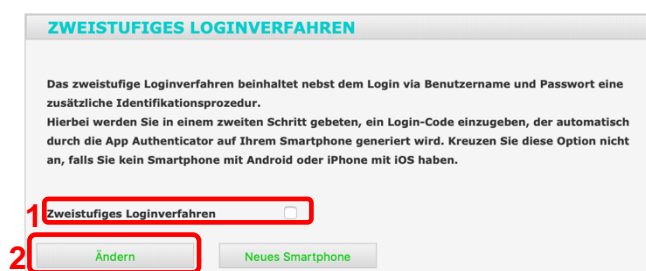 ZWEISTUFIGES LOGINVERFAHREN
Das zweistufige Loginverfahren beinhaltet nebst dem Login via Benutzername und Passwort eine
zusätzliche Identifikationsprozedur.
Hierbei werden Sie in einem zweiten Schritt gebeten, ein Login-Code einzugeben, der automatisch
durch die App Authenticator auf Ihrem Smartphone generiert wird. Kreuzen Sie diese Option nicht
an, falls Sie kein Smartphone mit Android oder iPhone mit iOS haben.
1 Zweistufiges Loginverfahren
2 Ändern Neues Smartphone